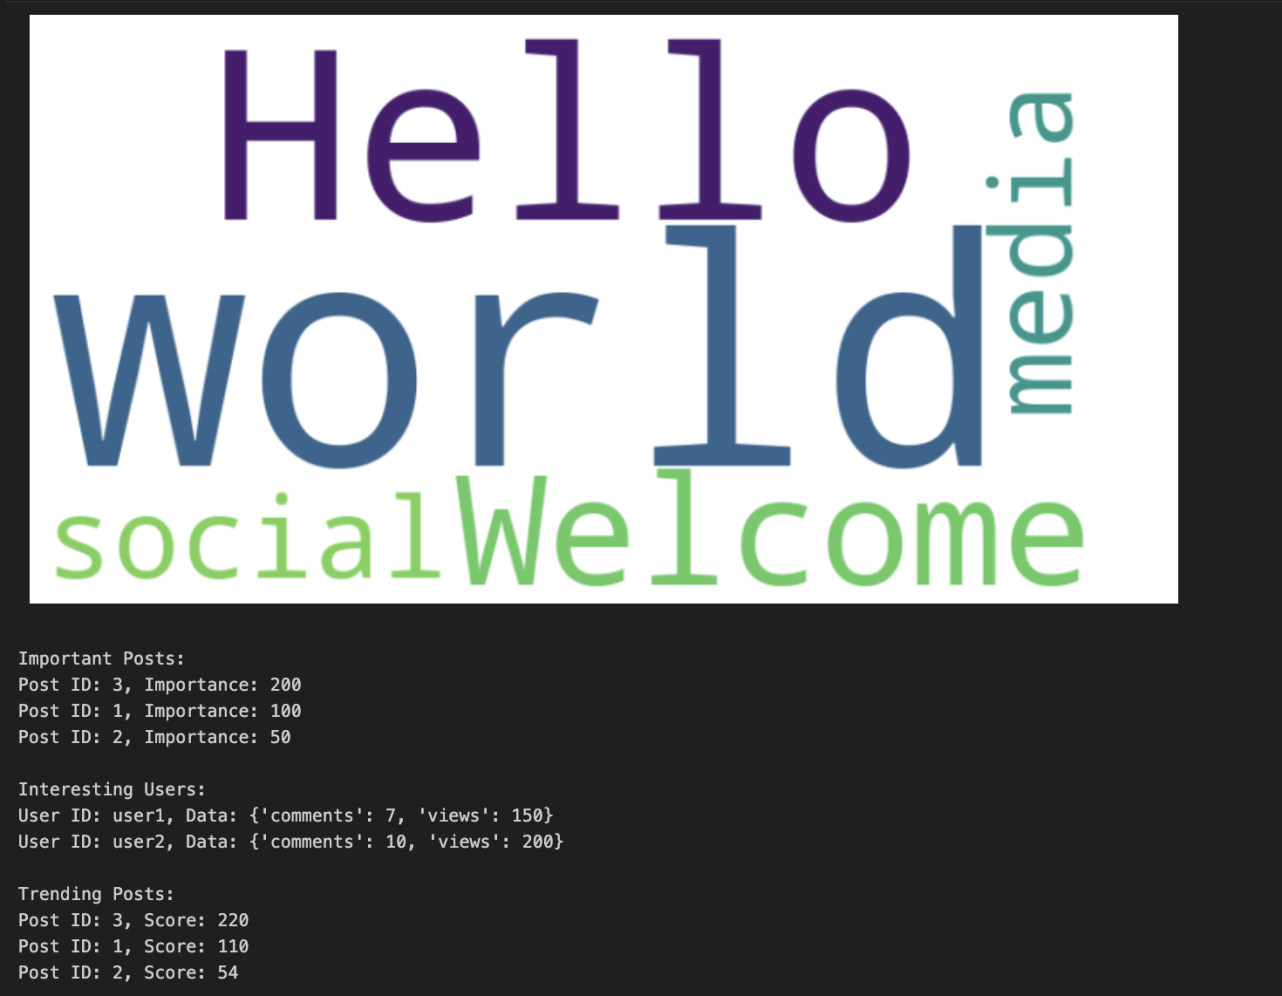 Hello
world
media
social
Welcome
Important Posts:
Post ID: 3, Importance: 200
Post ID: 1, Importance: 100
Post ID: 2, Importance: 50
Interesting Users:
User ID: user1, Data: {'comments': 7, 'views': 150}
User ID: user2, Data: {'comments': 10, 'views': 200}
Trending Posts:
Post ID: 3, Score: 220
Post ID: 1, Score: 110
Post ID: 2, Score: 54